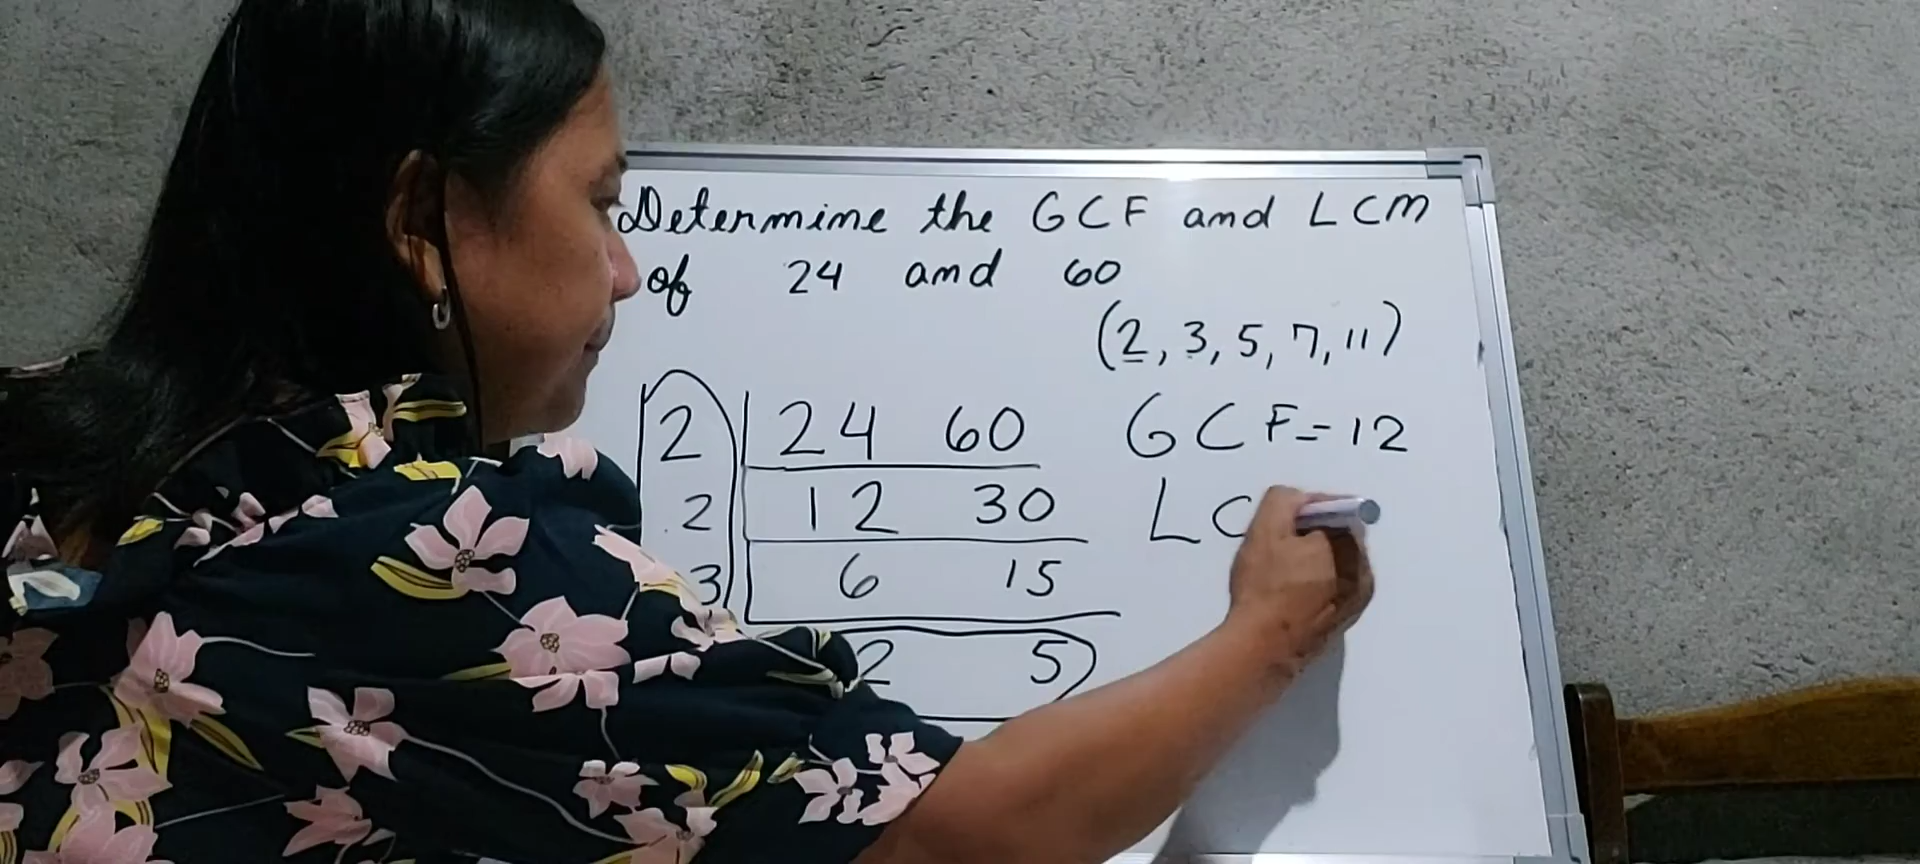 Determine the GCF and LCM
of 24 and 60
(2, 3, 5, 7, 11)
2 24 60 GCF = 12
2 12 30 LC
3 6 15
2 5